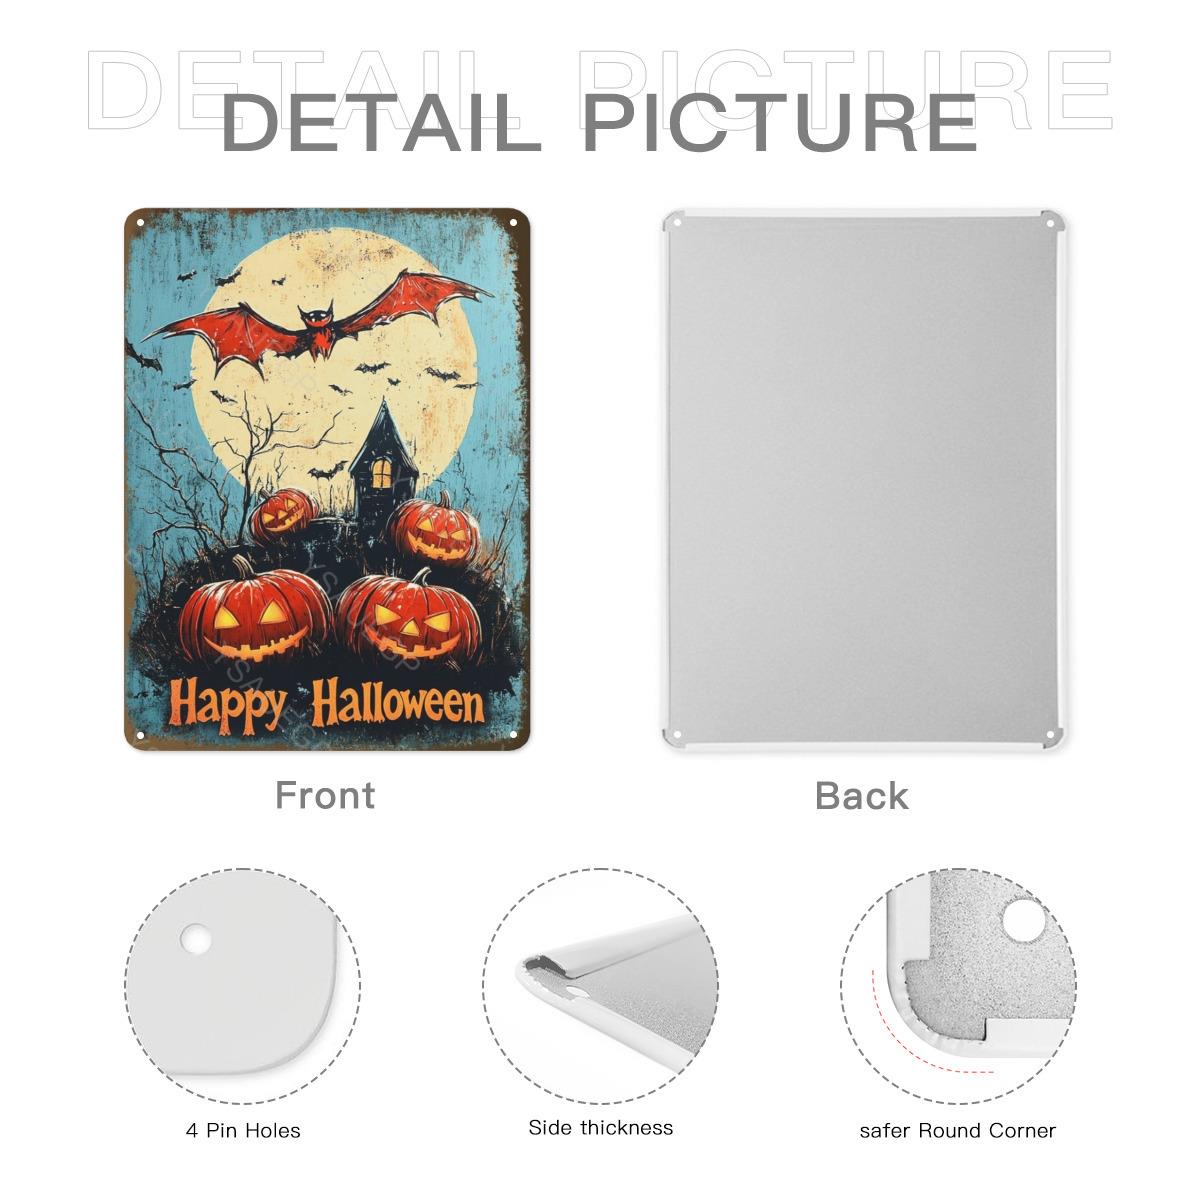 DETAIL PICTURE
DETAIL PICTURE
Happy Halloween
Front
Back
4 Pin Holes
Side thickness
safer Round Corner